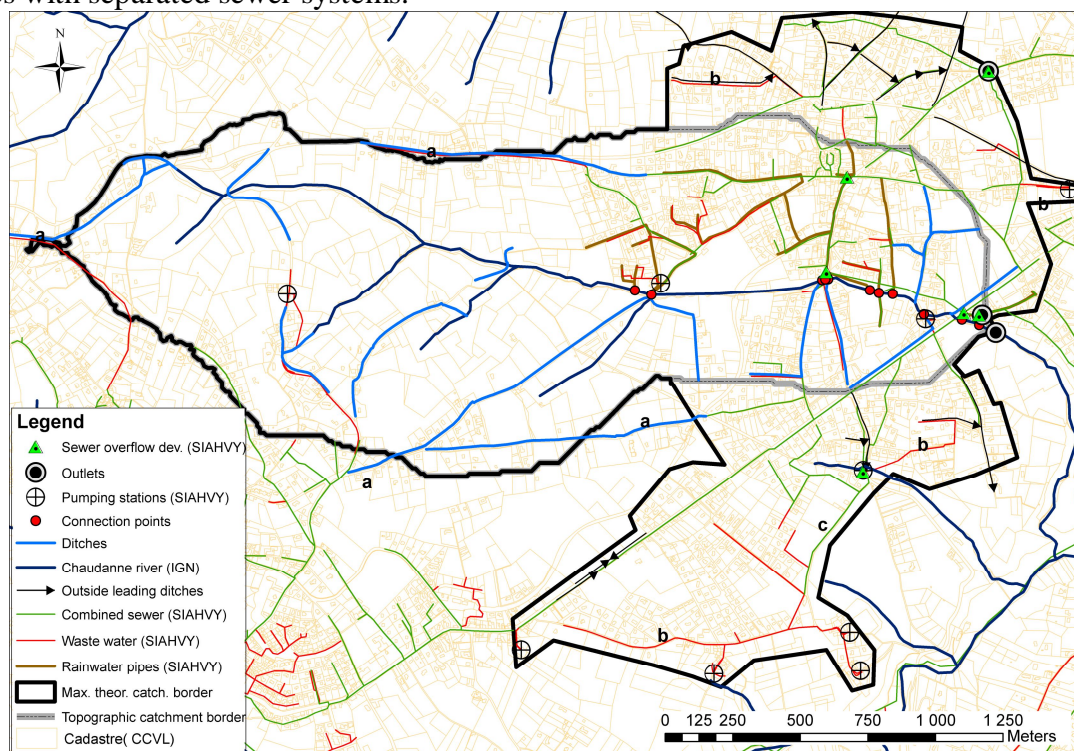 es with separated sewer systems.
N
b
a
b
a
a
b
a
c
b
Legend
Sewer overflow dev. (SIAHVY)
Outlets
Pumping stations (SIAHVY)
Connection points
Ditches
Chaudanne river (IGN)
Outside leading ditches
Combined sewer (SIAHVY)
Waste water (SIAHVY)
Rainwater pipes (SIAHVY)
Max. theor. catch. border
Topographic catchment border
Cadastre( CCVL)
0 125 250 500 750 1 000 1 250
Meters